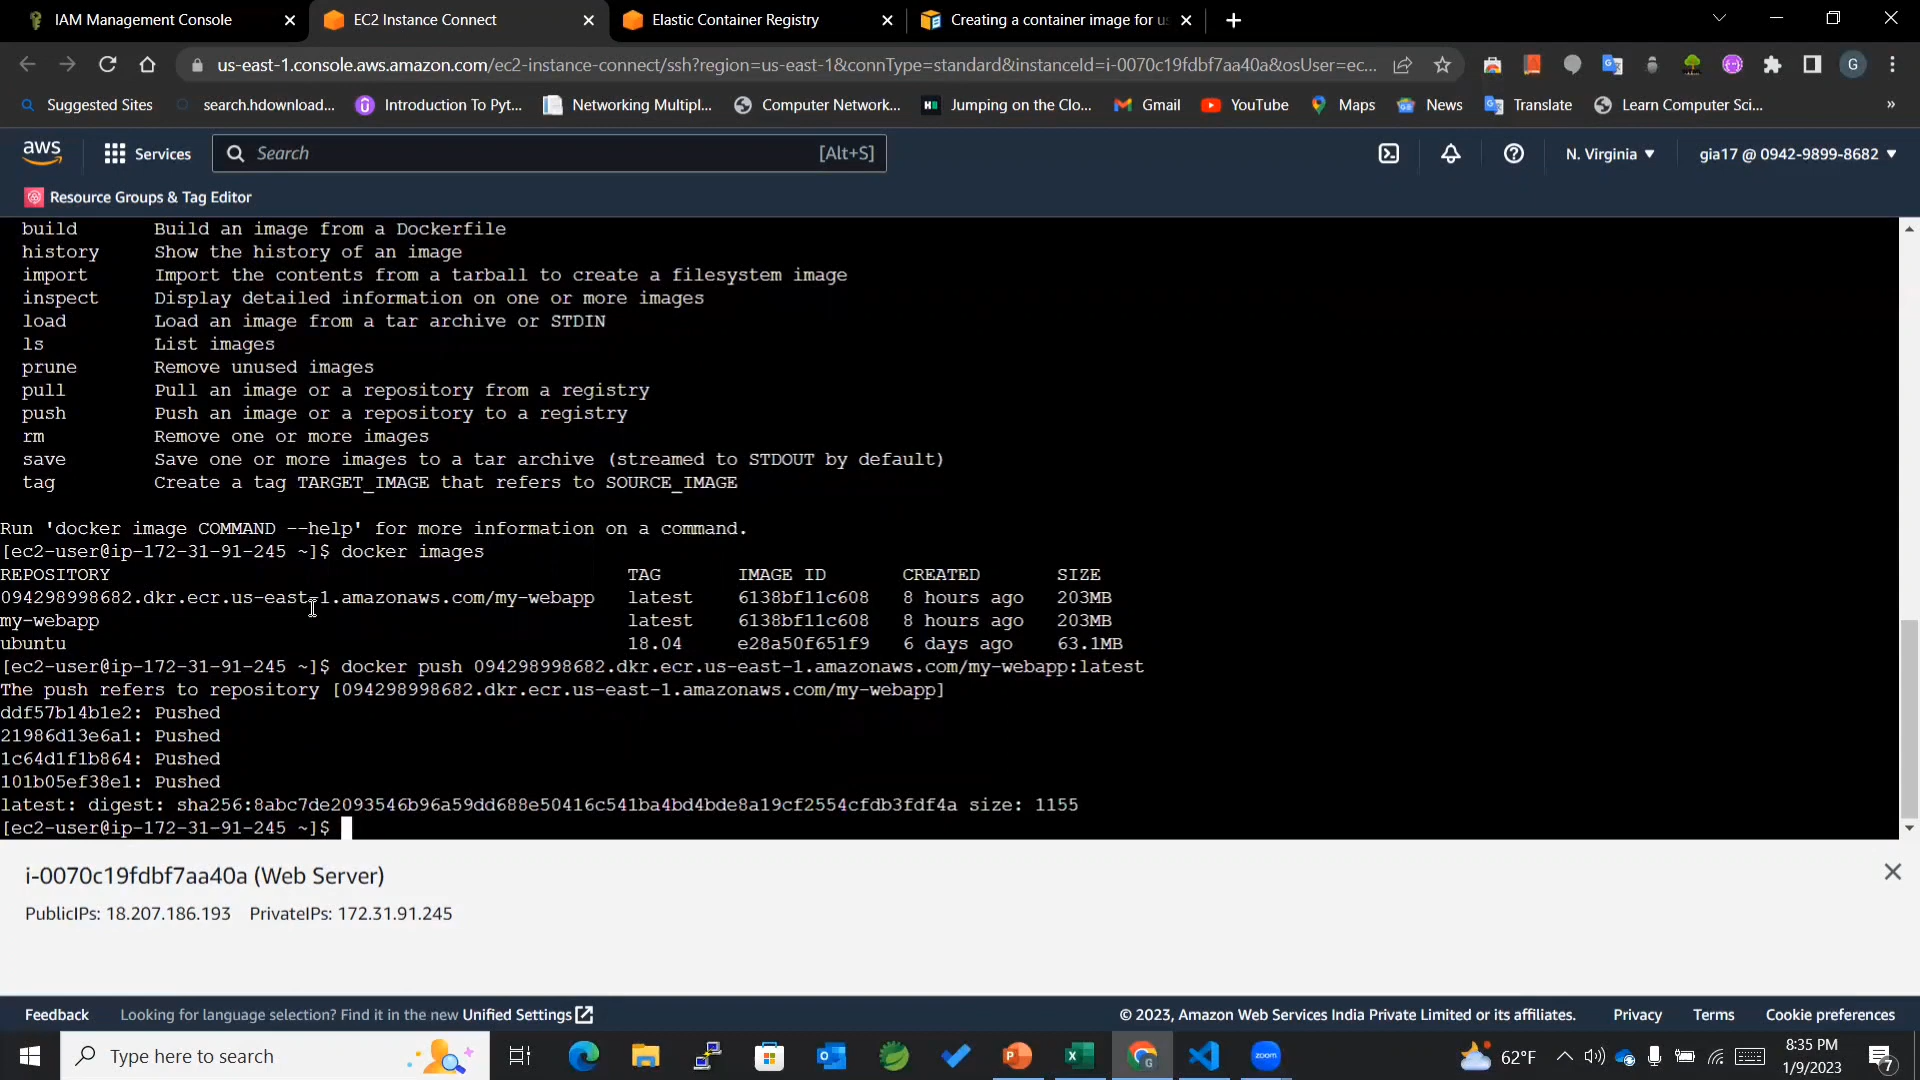 IAM Management Console
EC2 Instance Connect
Elastic Container Registry
Creating a container image for us
us-east-1.console.aws.amazon.com/ec2-instance-connect/ssh?region=us-east-1&connType=standard&instanceId=i-0070c19fdbf7aa40a&osUser=ec...
G
Suggested Sites
search.hdownload...
Introduction To Pyt...
Networking Multipl...
Computer Network...
Jumping on the Clo...
Gmail
YouTube
Maps
News
Translate
Learn Computer Sci...
»
aws
Services
Search
[Alt+S]
N. Virginia
gia17 @ 0942-9899-8682
Resource Groups & Tag Editor
build Build an image from a Dockerfile
history Show the history of an image
import Import the contents from a tarball to create a filesystem image
inspect Display detailed information on one or more images
load Load an image from a tar archive or STDIN
ls List images
prune Remove unused images
pull Pull an image or a repository from a registry
push Push an image or a repository to a registry
rm Remove one or more images
save Save one or more images to a tar archive (streamed to STDOUT by default)
tag Create a tag TARGET_IMAGE that refers to SOURCE_IMAGE
Run 'docker image COMMAND --help' for more information on a command.
[ec2-user@ip-172-31-91-245 ~]$ docker images
REPOSITORY TAG IMAGE ID CREATED SIZE
094298998682.dkr.ecr.us-east-1.amazonaws.com/my-webapp latest 6138bf11c608 8 hours ago 203MB
my-webapp latest 6138bf11c608 8 hours ago 203MB
ubuntu 18.04 e28a50f651f9 6 days ago 63.1MB
[ec2-user@ip-172-31-91-245 ~]$ docker push 094298998682.dkr.ecr.us-east-1.amazonaws.com/my-webapp:latest
The push refers to repository [094298998682.dkr.ecr.us-east-1.amazonaws.com/my-webapp]
ddf57b14b1e2: Pushed
21986d13e6a1: Pushed
1c64d1f1b864: Pushed
101b05ef38e1: Pushed
latest: digest: sha256:8abc7de2093546b96a59dd688e50416c541ba4bd4bde8a19cf2554cfdb3fdf4a size: 1155
[ec2-user@ip-172-31-91-245 ~]$
i-0070c19fdbf7aa40a (Web Server)
PublicIPs: 18.207.186.193 PrivateIPs: 172.31.91.245
Feedback
Looking for language selection? Find it in the new Unified Settings
© 2023, Amazon Web Services India Private Limited or its affiliates.
Privacy
Terms
Cookie preferences
Type here to search
zoom
62°F
8:35 PM
1/9/2023
7